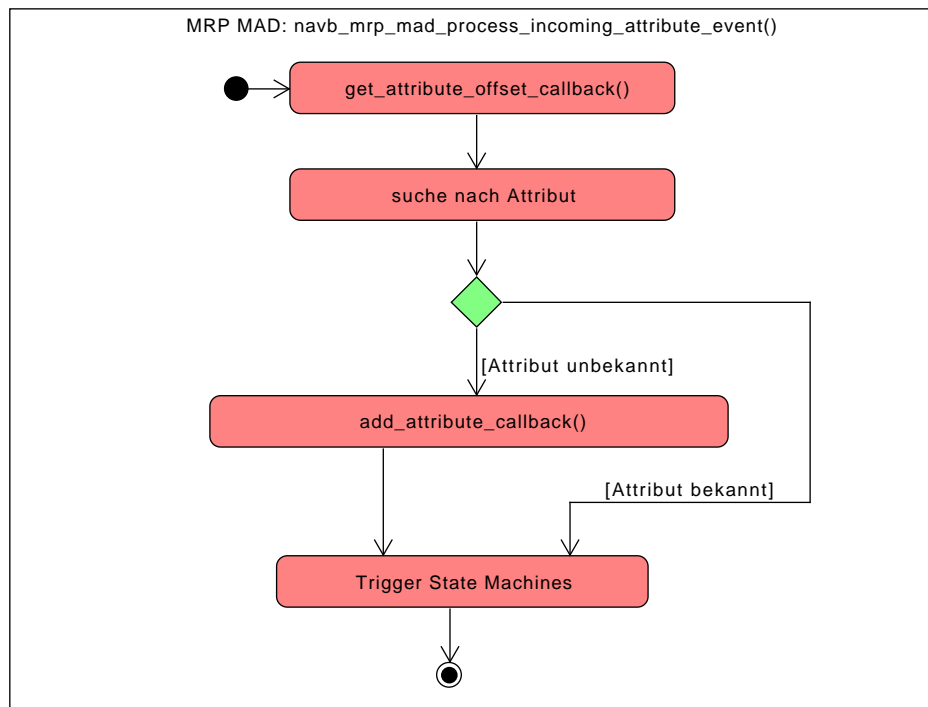 MRP MAD: navb_mrp_mad_process_incoming_attribute_event()
get_attribute_offset_callback()
suche nach Attribut
[Attribut unbekannt]
add_attribute_callback()
[Attribut bekannt]
Trigger State Machines